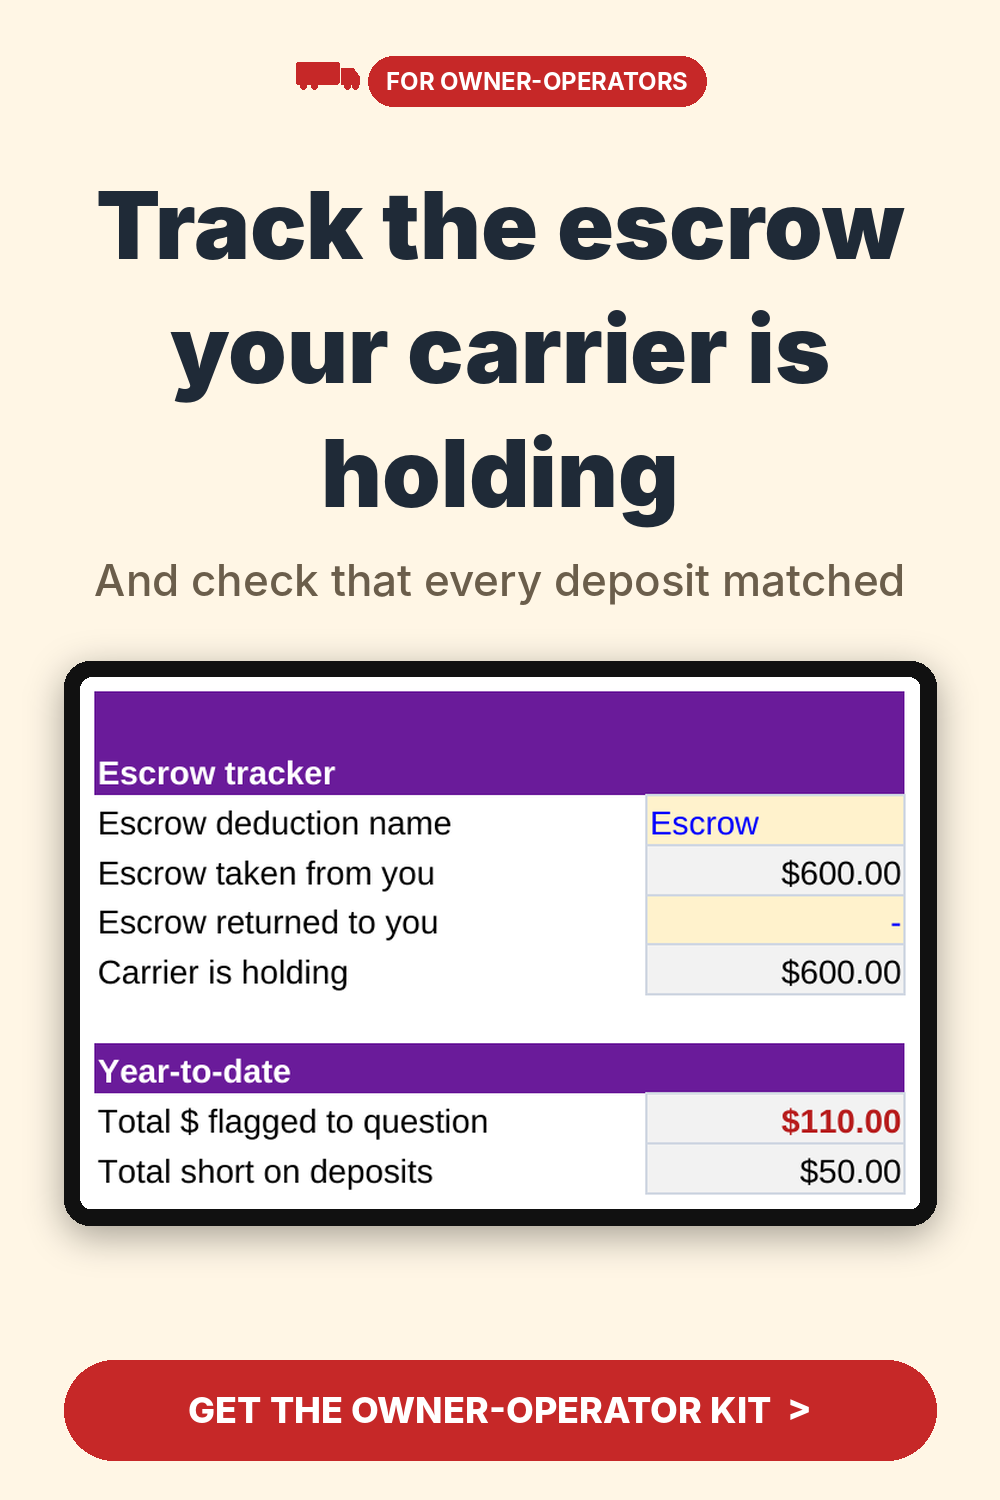 FOR OWNER-OPERATORS
Track the escrow
your carrier is
holding
And check that every deposit matched
Escrow tracker
Escrow deduction name Escrow
Escrow taken from you $600.00
Escrow returned to you -
Carrier is holding $600.00
Year-to-date
Total $ flagged to question $110.00
Total short on deposits $50.00
GET THE OWNER-OPERATOR KIT >